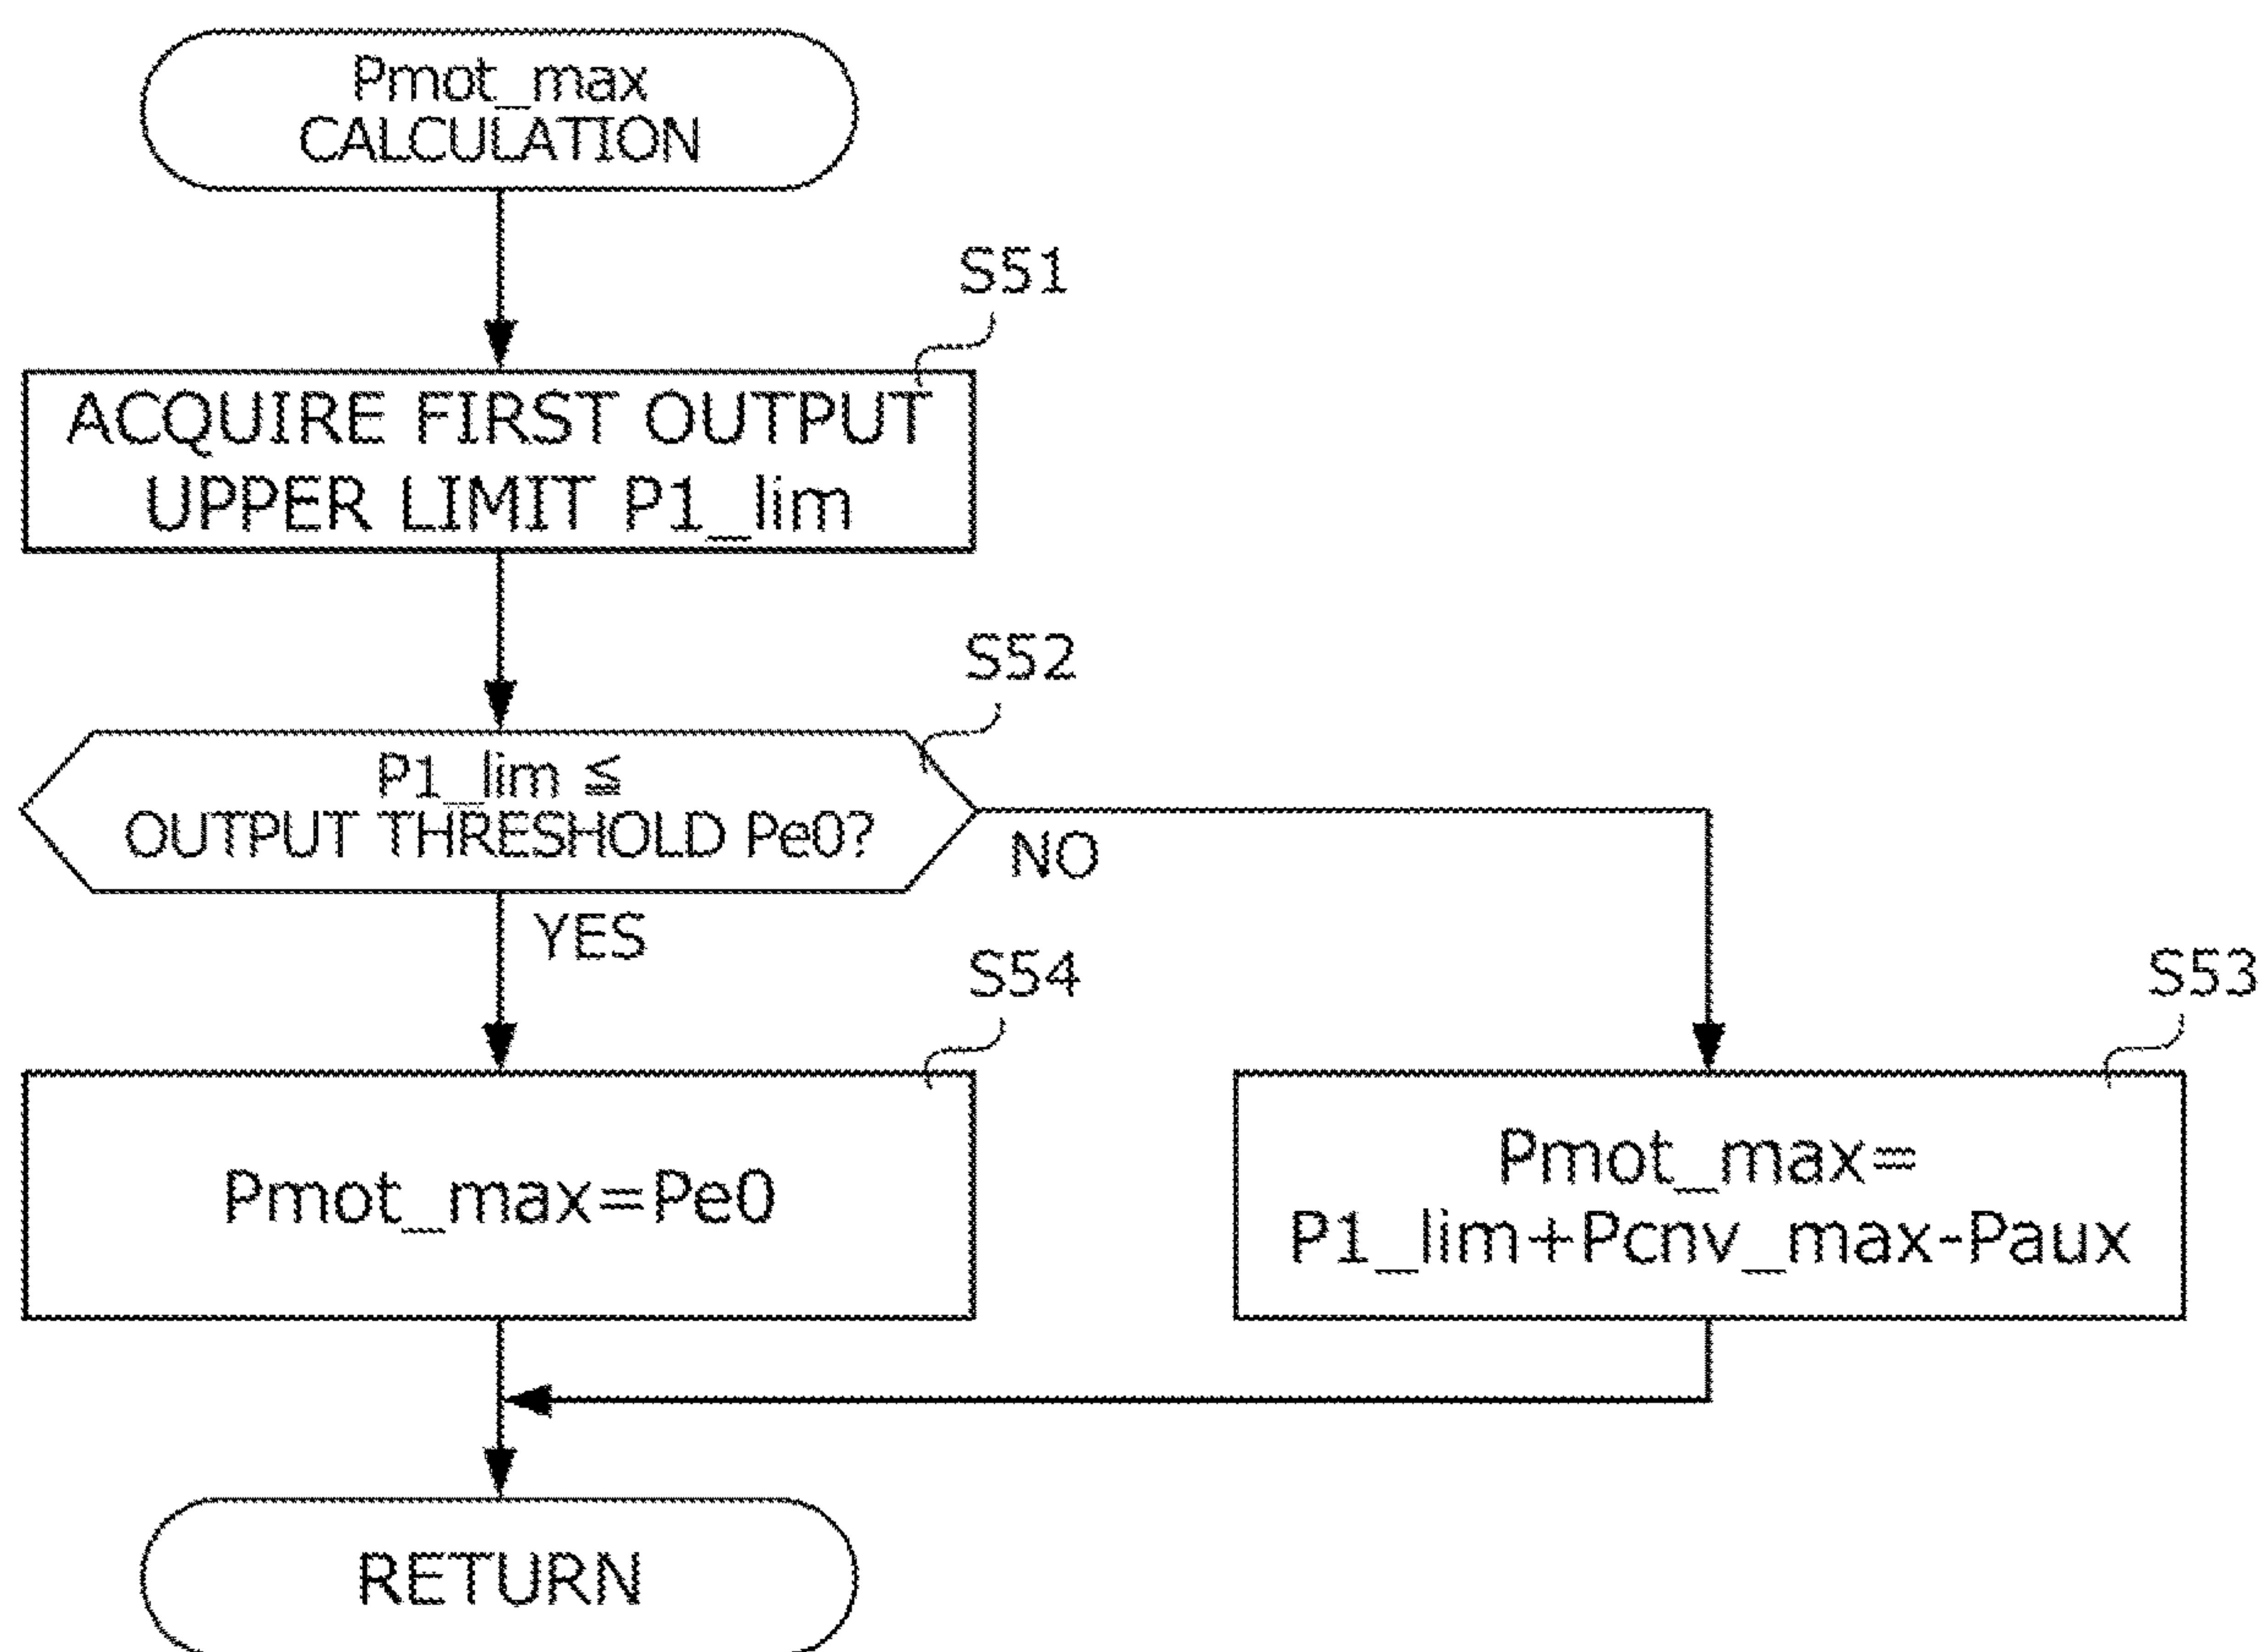 Pmot_max
CALCULATION
S51
ACQUIRE FIRST OUTPUT
UPPER LIMIT P1_lim
S52
P1_lim ≦
OUTPUT THRESHOLD Pe0?
NO
YES
S54
S53
Pmot_max=Pe0
Pmot_max=
P1_lim+Pcnv_max-Paux
RETURN